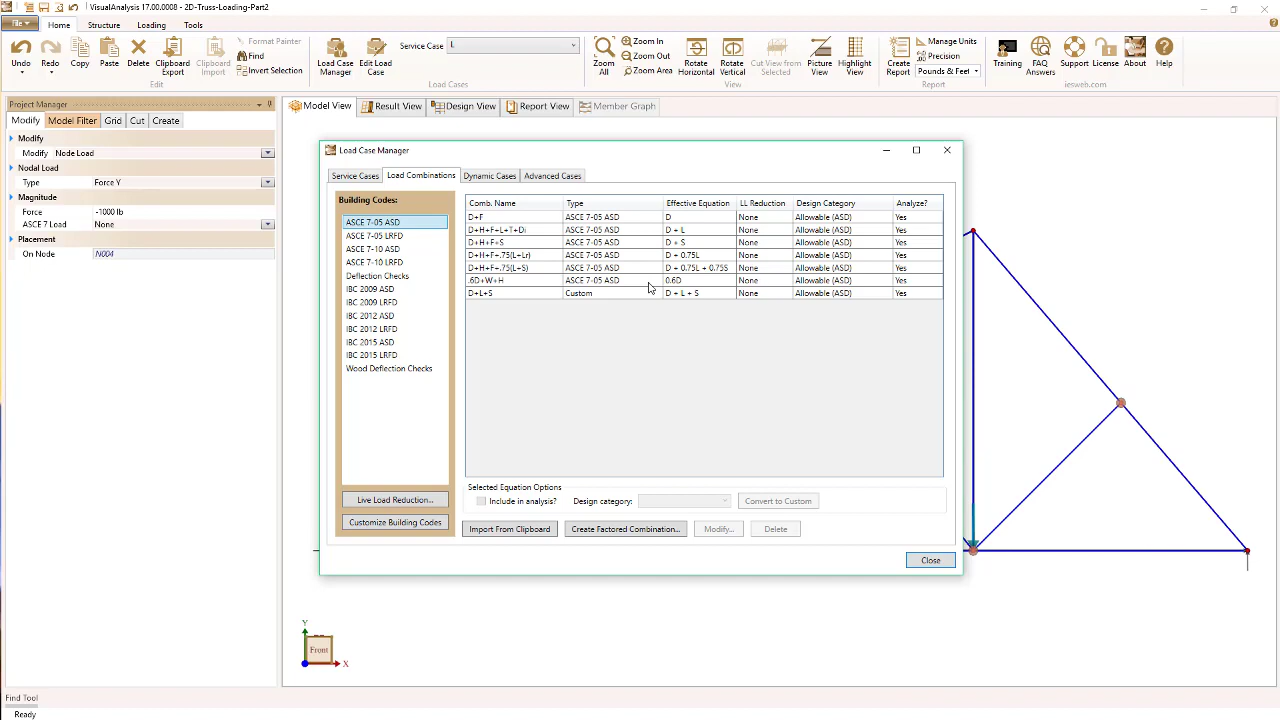 VisualAnalysis 17.00.0008 - 2D-Truss-Loading-Part2
File Home Structure Loading Tools
Undo Redo Copy Paste Delete Clipboard Export Clipboard Import Format Painter Find Invert Selection
Edit
Load Case Manager Edit Load Case Service Case L
Load Cases
Zoom All Zoom In Zoom Out Zoom Area Rotate Horizontal Rotate Vertical Cut View from Selected Picture View Highlight View
View
Create Report Manage Units Precision Pounds & Feet
Report
Training FAQ Answers Support License About Help
iesweb.com
Project Manager
Modify Model Filter Grid Cut Create
Modify
Modify Node Load
Nodal Load
Type Force Y
Magnitude
Force -1000 lb
ASCE 7 Load None
Placement
On Node N004
Model View Result View Design View Report View Member Graph
Load Case Manager
Service Cases Load Combinations Dynamic Cases Advanced Cases
Building Codes:
ASCE 7-05 ASD
ASCE 7-05 LRFD
ASCE 7-10 ASD
ASCE 7-10 LRFD
Deflection Checks
IBC 2009 ASD
IBC 2009 LRFD
IBC 2012 ASD
IBC 2012 LRFD
IBC 2015 ASD
IBC 2015 LRFD
Wood Deflection Checks
Live Load Reduction...
Customize Building Codes
Comb. Name Type Effective Equation LL Reduction Design Category Analyze?
D+F ASCE 7-05 ASD D None Allowable (ASD) Yes
D+H+F+L+T+Di ASCE 7-05 ASD D + L None Allowable (ASD) Yes
D+H+F+S ASCE 7-05 ASD D + S None Allowable (ASD) Yes
D+H+F+.75(L+Lr) ASCE 7-05 ASD D + 0.75L None Allowable (ASD) Yes
D+H+F+.75(L+S) ASCE 7-05 ASD D + 0.75L + 0.75S None Allowable (ASD) Yes
.6D+W+H ASCE 7-05 ASD 0.6D None Allowable (ASD) Yes
D+L+S Custom D + L + S None Allowable (ASD) Yes
Selected Equation Options
Include in analysis? Design category: Convert to Custom
Import From Clipboard Create Factored Combination... Modify... Delete
Close
Y
Front
X
Find Tool
Ready